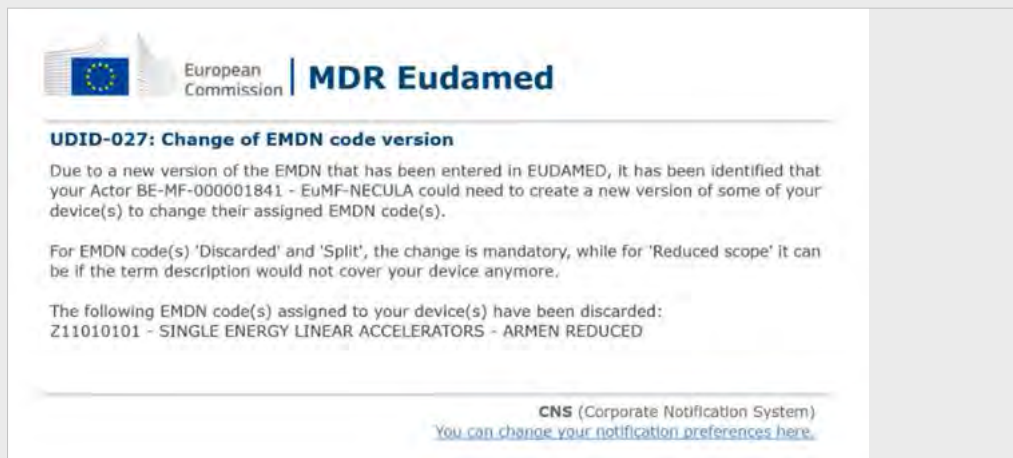 European
Commission
MDR Eudamed
UDID-027: Change of EMDN code version
Due to a new version of the EMDN that has been entered in EUDAMED, it has been identified that
your Actor BE-MF-000001841 - EuMF-NECULA could need to create a new version of some of your
device(s) to change their assigned EMDN code(s).
For EMDN code(s) 'Discarded' and 'Split', the change is mandatory, while for 'Reduced scope' it can
be if the term description would not cover your device anymore.
The following EMDN code(s) assigned to your device(s) have been discarded:
Z11010101 - SINGLE ENERGY LINEAR ACCELERATORS - ARMEN REDUCED
CNS (Corporate Notification System)
You can change your notification preferences here.